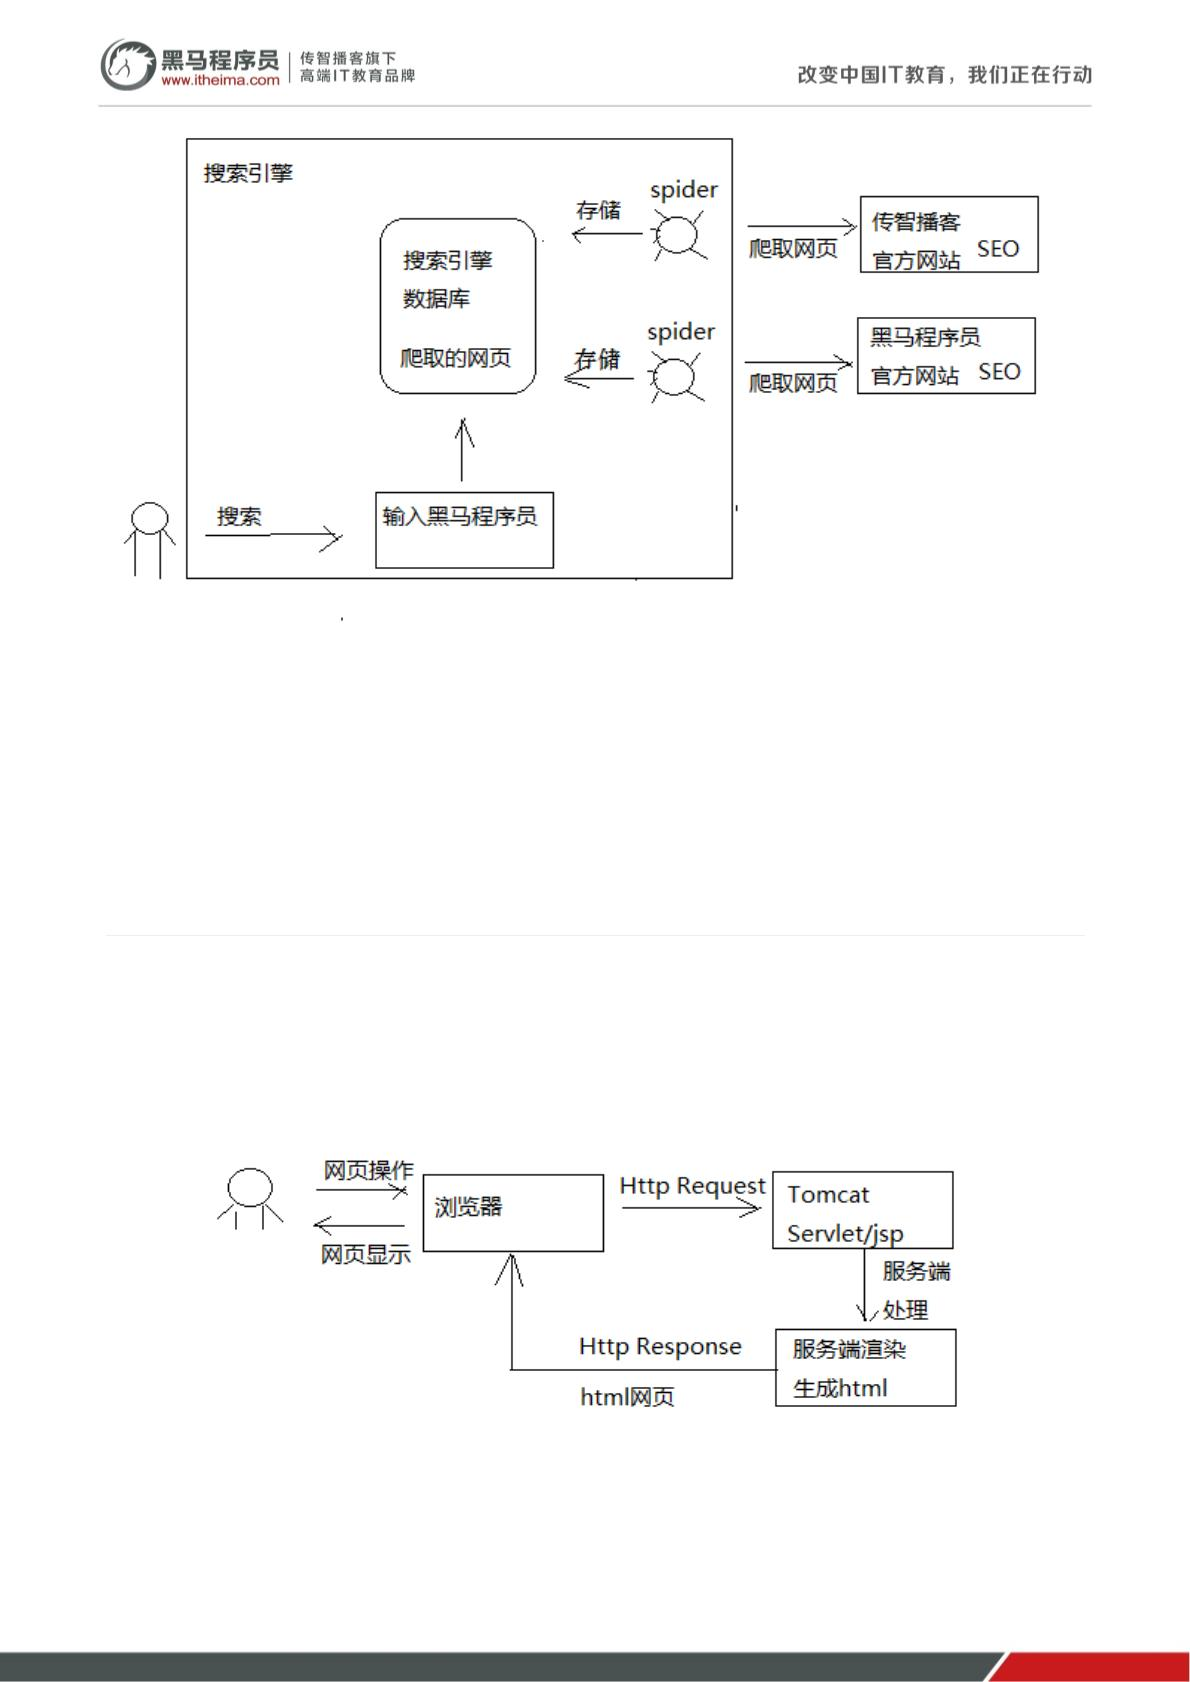 黑马程序员
www.itheima.com
传智播客旗下
高端IT教育品牌
改变中国IT教育，我们正在行动
搜索引擎
搜索引擎
数据库
爬取的网页
存储
spider
爬取网页
传智播客
官方网站 SEO
存储
spider
爬取网页
黑马程序员
官方网站 SEO
搜索
输入黑马程序员
网页操作
网页显示
浏览器
Http Request
Tomcat
Servlet/jsp
服务端
处理
服务端渲染
生成html
Http Response
html网页